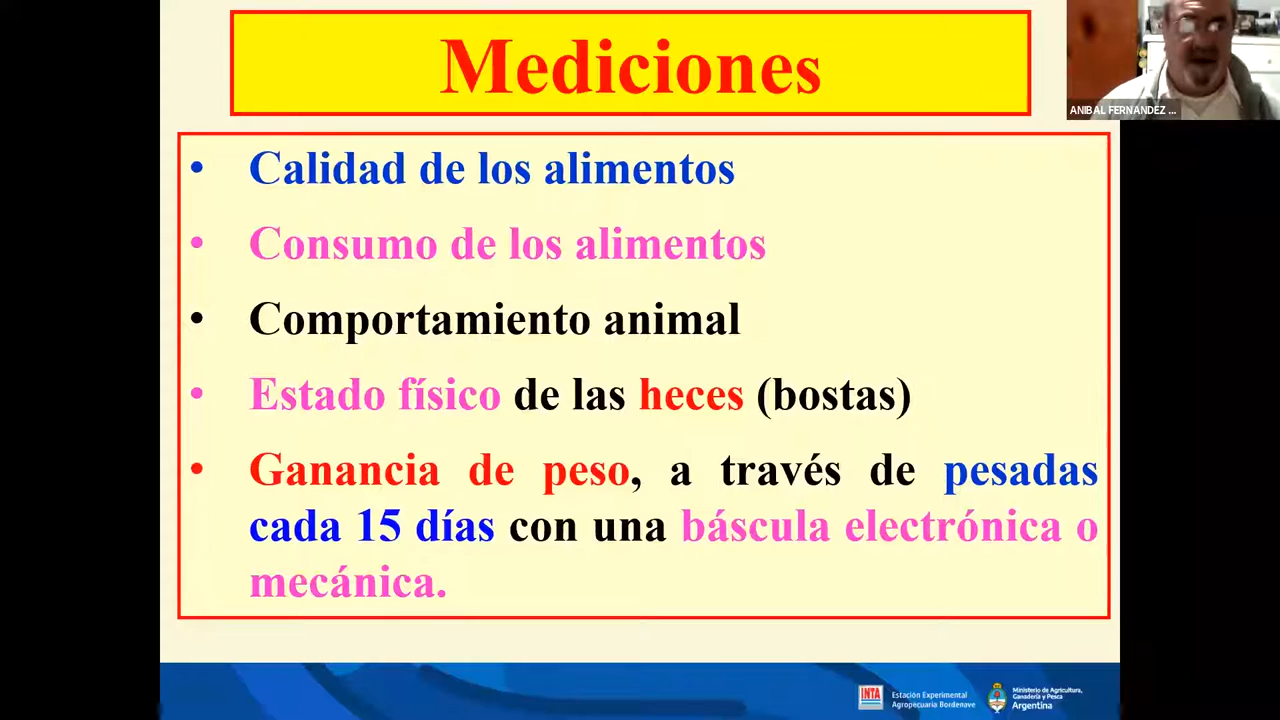 Mediciones
ANIBAL FERNANDEZ ...
• Calidad de los alimentos
• Consumo de los alimentos
• Comportamiento animal
• Estado físico de las heces (bostas)
• Ganancia de peso, a través de pesadas
cada 15 días con una báscula electrónica o
mecánica.
INTA
Estación Experimental
Agropecuaria Bordenave
Ministerio de Agricultura,
Ganadería y Pesca
Argentina